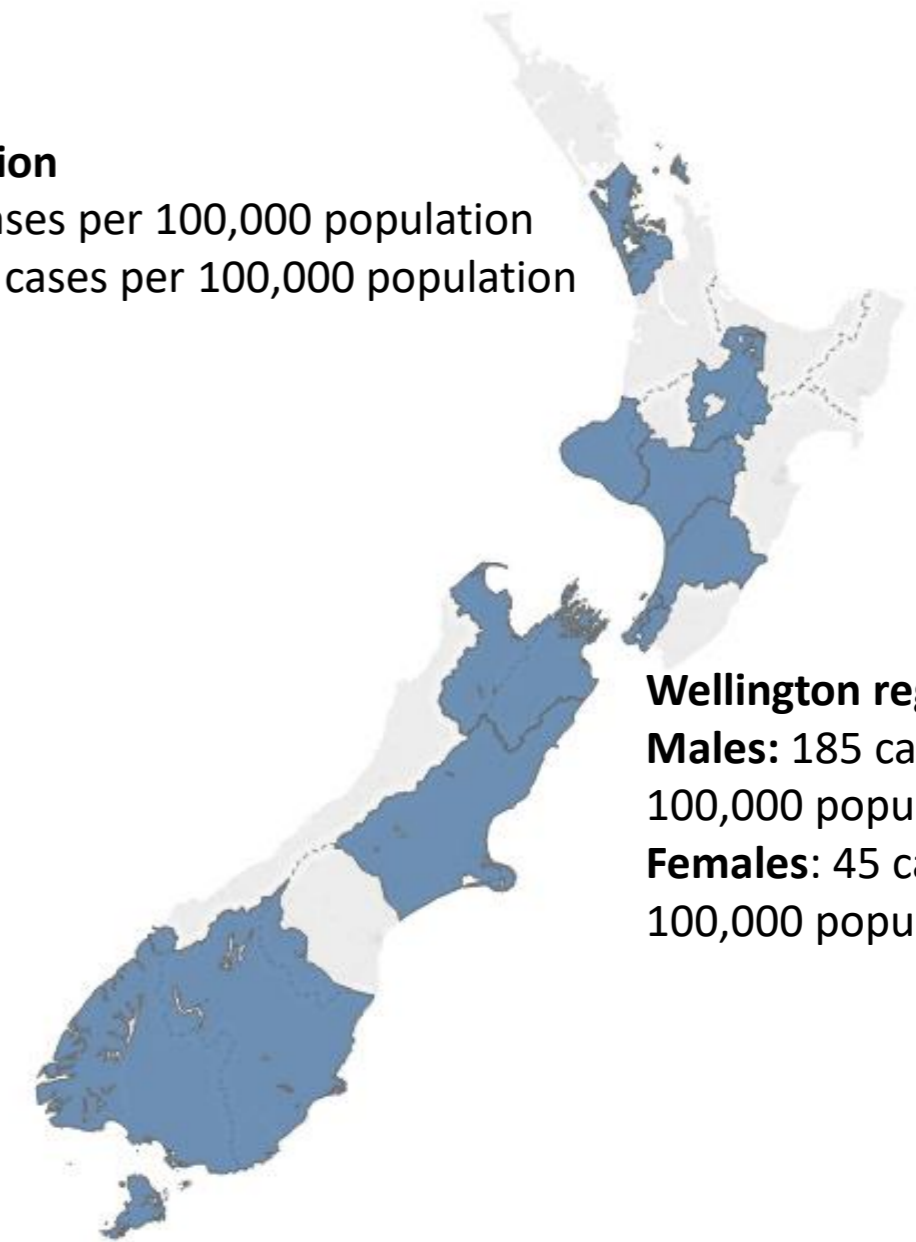 ion
ses per 100,000 population
cases per 100,000 population
Wellington reg
Males: 185 ca
100,000 popu
Females: 45 ca
100,000 popu